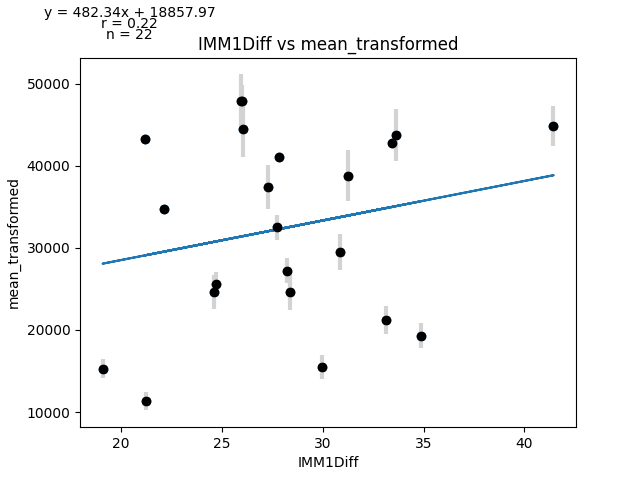 y = 482.34x + 18857.97
r = 0.22
n = 22
IMM1Diff vs mean_transformed
50000
40000
30000
20000
10000
mean_transformed
20
25
30
35
40
IMM1Diff